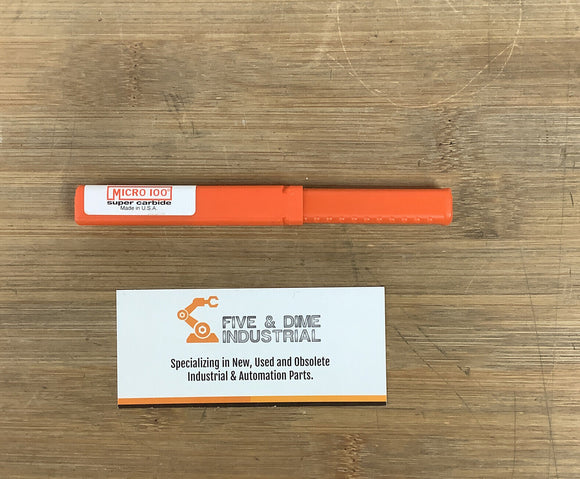 MICRO 100
super carbide
Made in U.S.A.
FIVE & DIME
INDUSTRIAL
Specializing in New, Used and Obsolete
Industrial & Automation Parts.